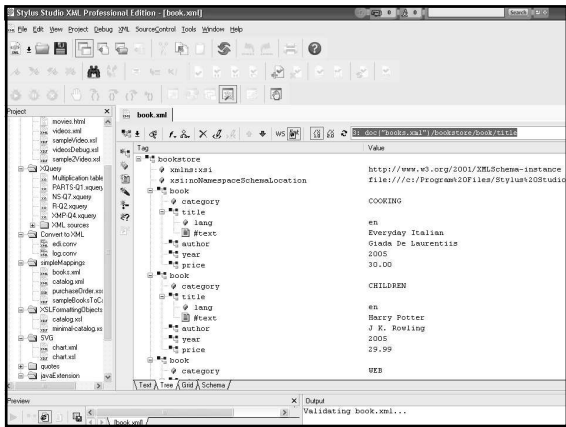 Stylus Studio XML Professional Edition - [book.xml]
Search
File Edit View Project Debug XML SourceControl Tools Window Help
Project
movies.html
videos.xml
sampleVideo.xsl
videosDebug.xsl
sample2Video.xsl
XQuery
Multiplication table
PARTS-Q1.xquery
NS-Q7.xquery
R-Q2.xquery
XMP-Q4.xquery
XML sources
Convert to XML
edi.conv
log.conv
simpleMappings
books.xml
catalog.xml
purchaseOrder.xs
sampleBooksToCa
XSLFormattingObjects
catalog.xsl
minimal-catalog.xs
SVG
chart.xml
chart.xsl
quotes
javaExtension
book.xml
WS
3: doc("books.xml")/bookstore/book/title
Tag Value
bookstore
xmlns:xsi http://www.w3.org/2001/XMLSchema-instance
xsi:noNamespaceSchemaLocation file:///c:/Program%20Files/Stylus%20Studio
book
category COOKING
title
lang en
#text Everyday Italian
author Giada De Laurentiis
year 2005
price 30.00
book
category CHILDREN
title
lang en
#text Harry Potter
author J K. Rowling
year 2005
price 29.99
book
category WEB
Text Tree Grid Schema
Preview
book.xml
Output
Validating book.xml...